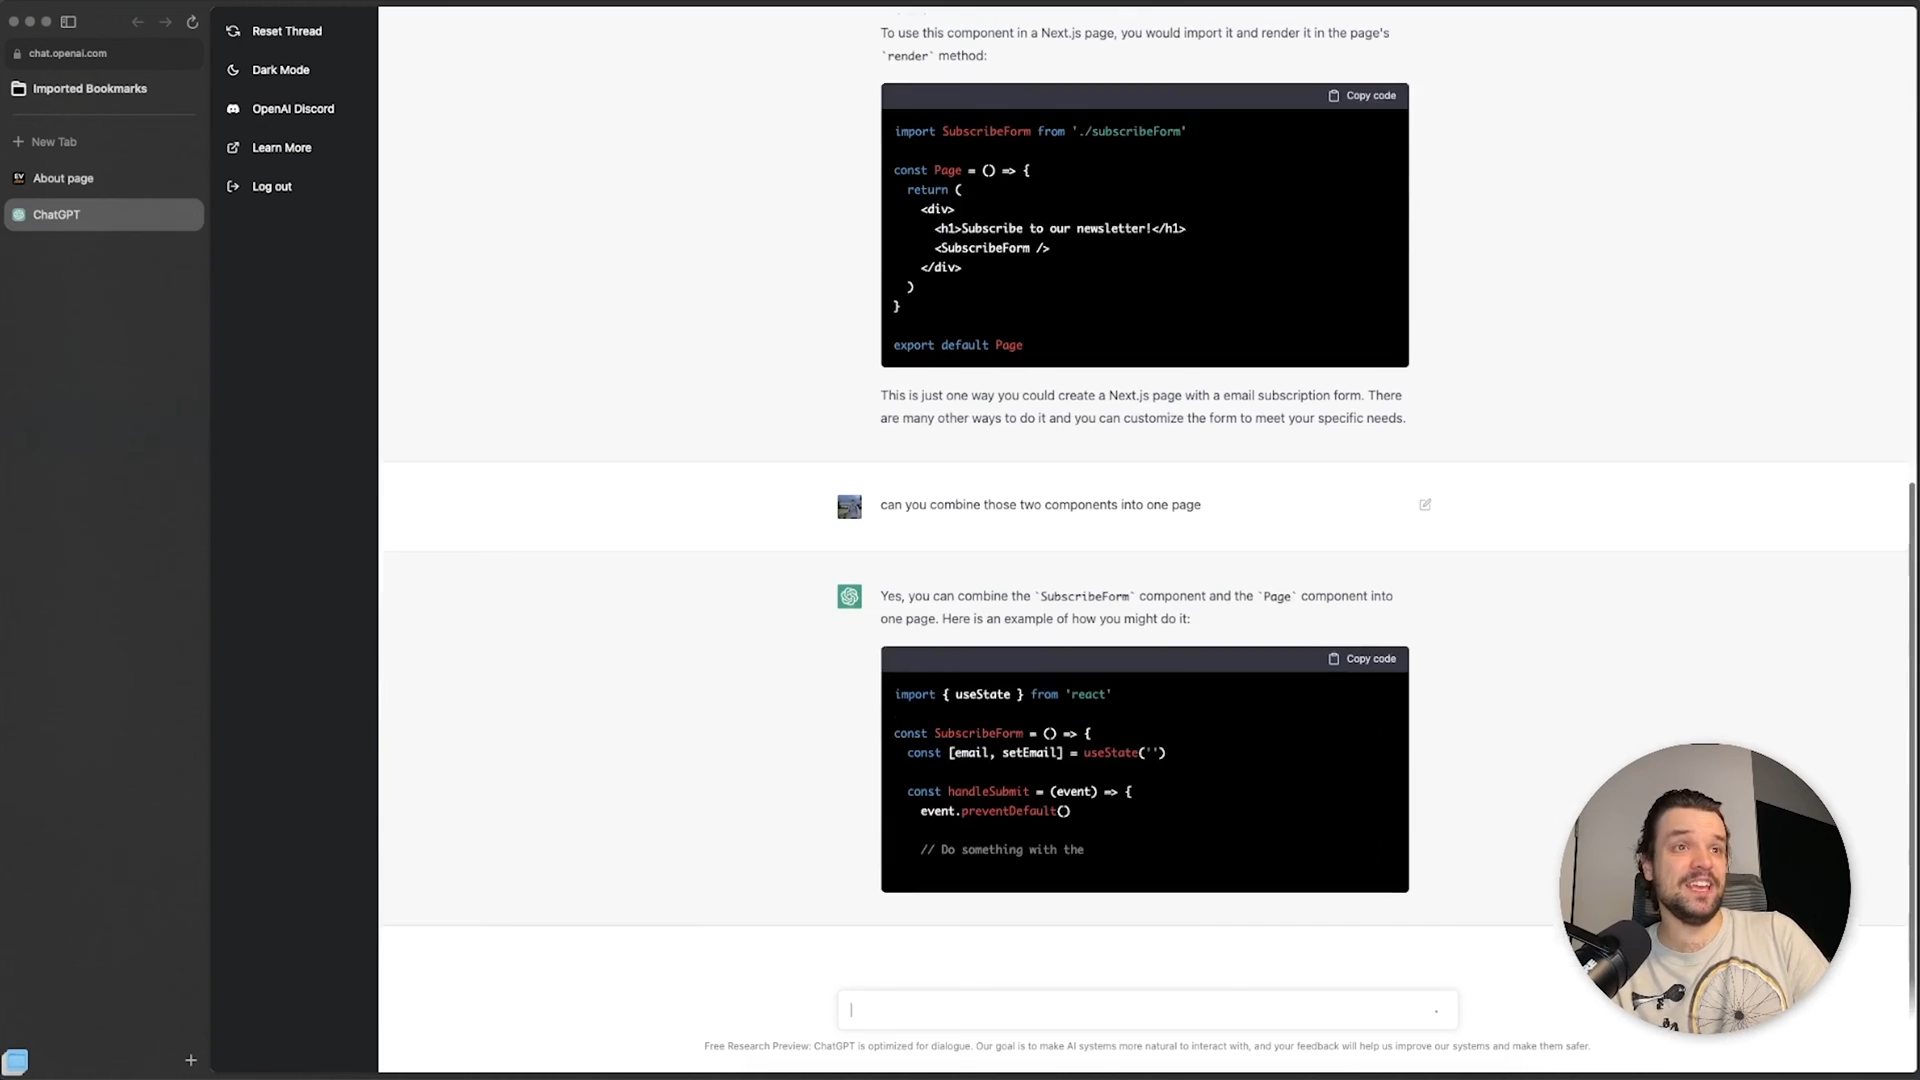 chat.openai.com
Imported Bookmarks
New Tab
About page
ChatGPT
Reset Thread
Dark Mode
OpenAI Discord
Learn More
Log out
To use this component in a Next.js page, you would import it and render it in the page's
`render` method:
Copy code
import SubscribeForm from './subscribeForm'
const Page = () => {
return (
<div>
<h1>Subscribe to our newsletter!</h1>
<SubscribeForm />
</div>
)
}
export default Page
This is just one way you could create a Next.js page with a email subscription form. There
are many other ways to do it and you can customize the form to meet your specific needs.
can you combine those two components into one page
Yes, you can combine the `SubscribeForm` component and the `Page` component into
one page. Here is an example of how you might do it:
Copy code
import { useState } from 'react'
const SubscribeForm = () => {
const [email, setEmail] = useState('')
const handleSubmit = (event) => {
event.preventDefault()
// Do something with the
Free Research Preview: ChatGPT is optimized for dialogue. Our goal is to make AI systems more natural to interact with, and your feedback will help us improve our systems and make them safer.